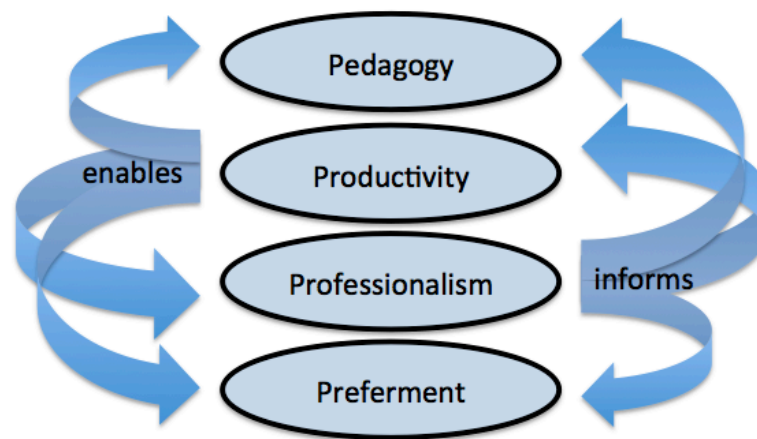 Pedagogy
enables
Productivity
Professionalism
informs
Preferment